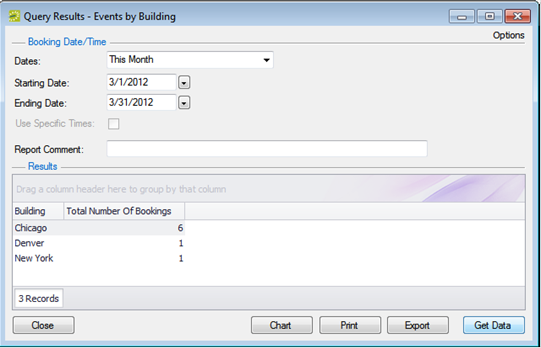 Query Results - Events by Building
Options
Booking Date/Time
Dates: This Month
Starting Date: 3/1/2012
Ending Date: 3/31/2012
Use Specific Times:
Report Comment:
Results
Drag a column header here to group by that column
Building Total Number Of Bookings
Chicago 6
Denver 1
New York 1
3 Records
Close Chart Print Export Get Data